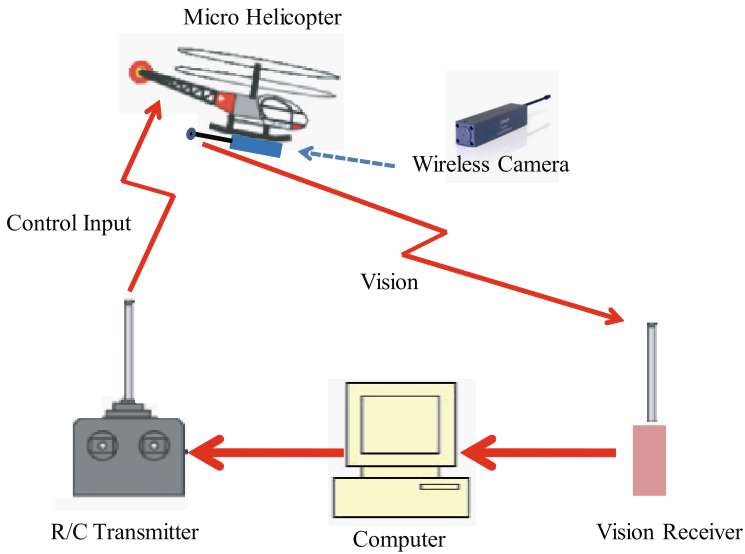 Micro Helicopter
Wireless Camera
Control Input
Vision
R/C Transmitter
Computer
Vision Receiver